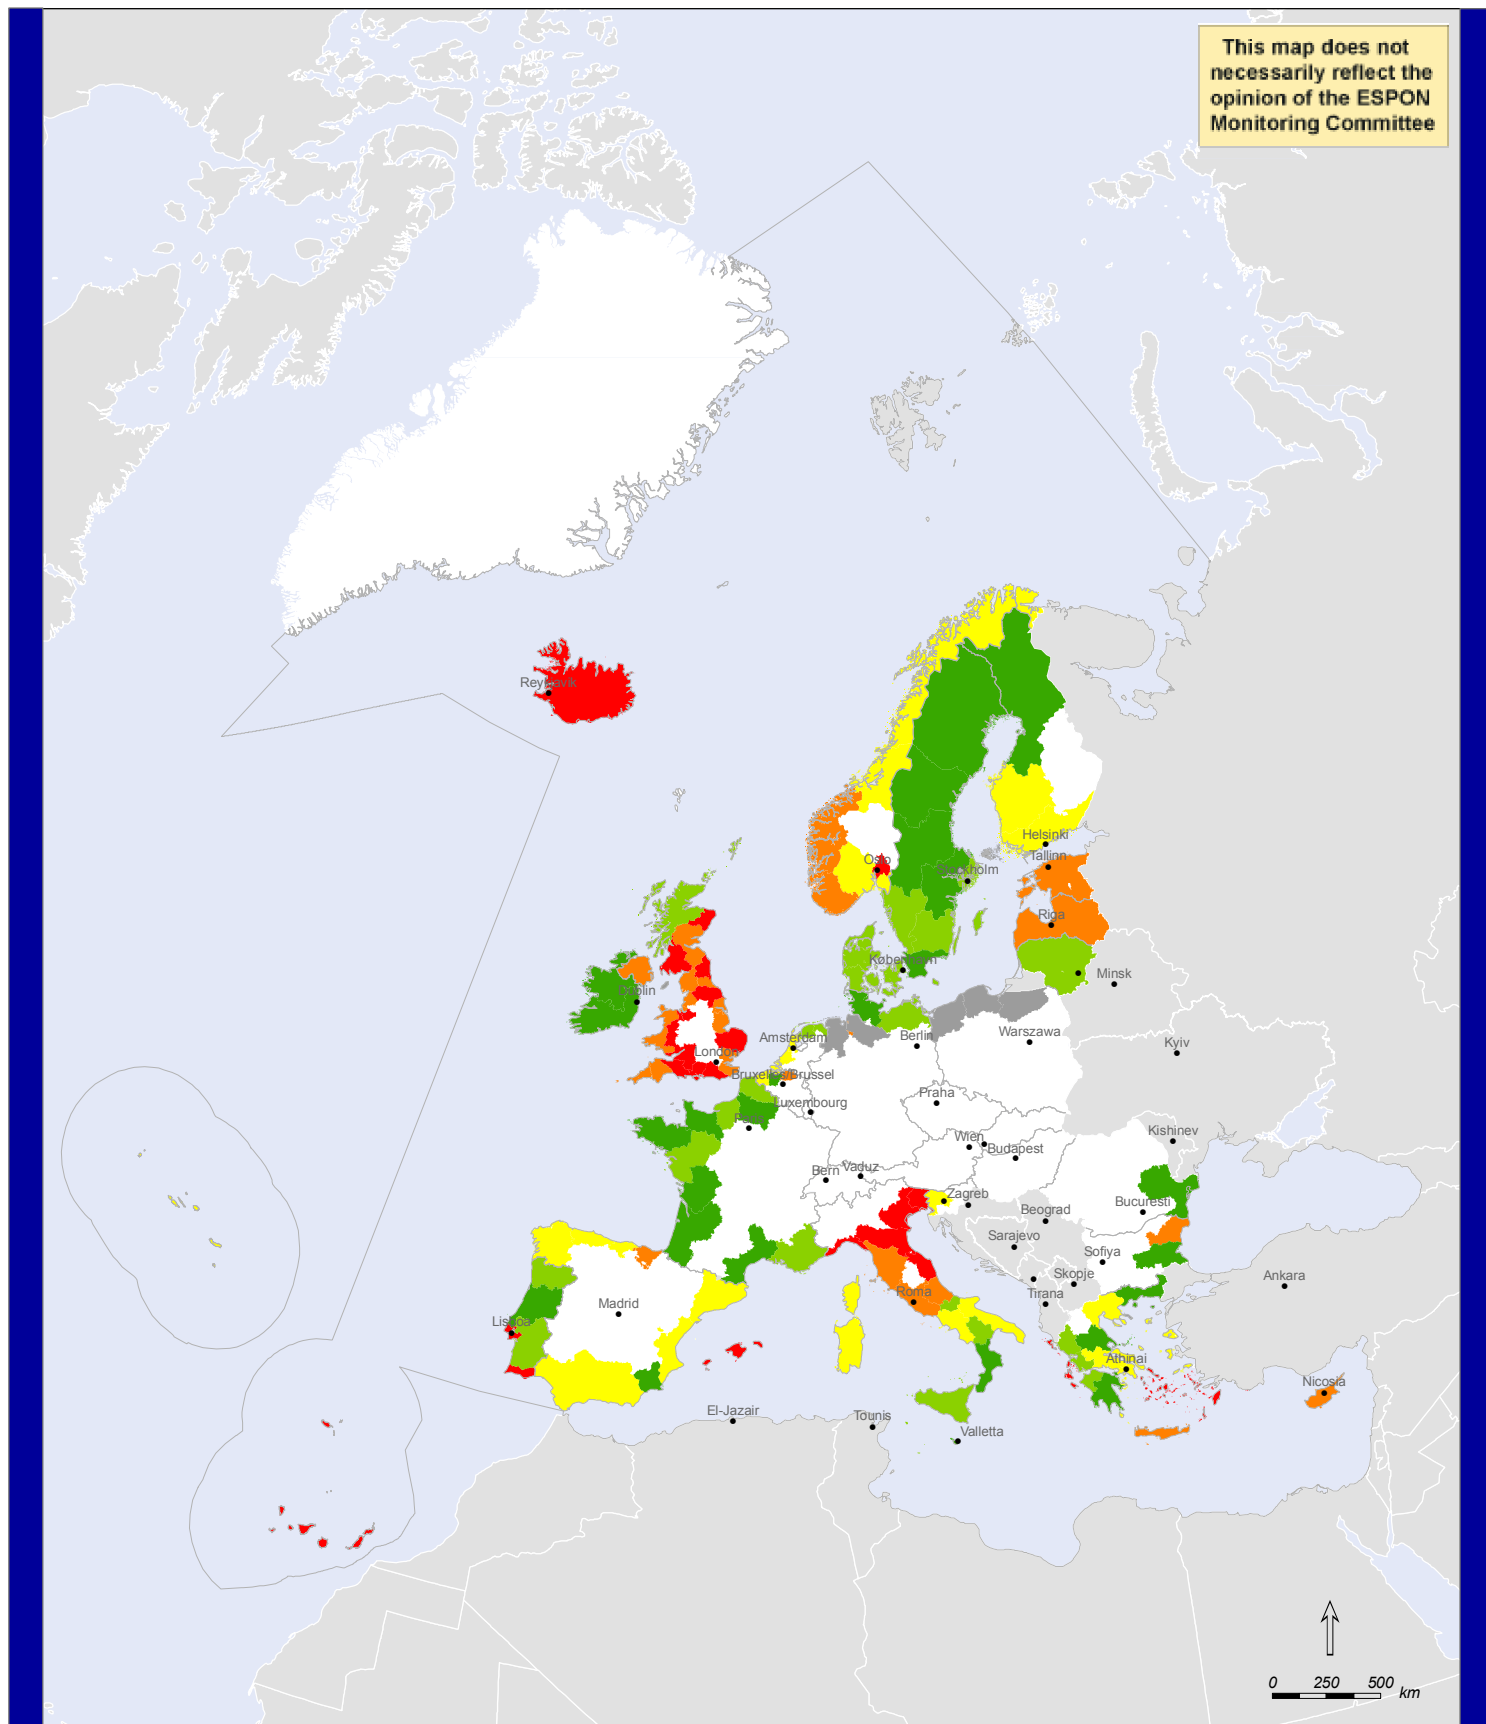 This map does not
necessarily reflect the
opinion of the ESPON
Monitoring Committee
Reykjavik
Helsinki
Tallinn
Oslo
Stockholm
Riga
København
Minsk
Dublin
Amsterdam
Berlin
Warszawa
Kyiv
London
Bruxelles/Brussel
Luxembourg
Praha
Paris
Kishinev
Wien
Budapest
Bern
Vaduz
Zagreb
Bucuresti
Beograd
Sarajevo
Sofiya
Skopje
Ankara
Tirana
Roma
Madrid
Lisboa
Athinai
Nicosia
El-Jazair
Tounis
Valletta
0 250 500 km